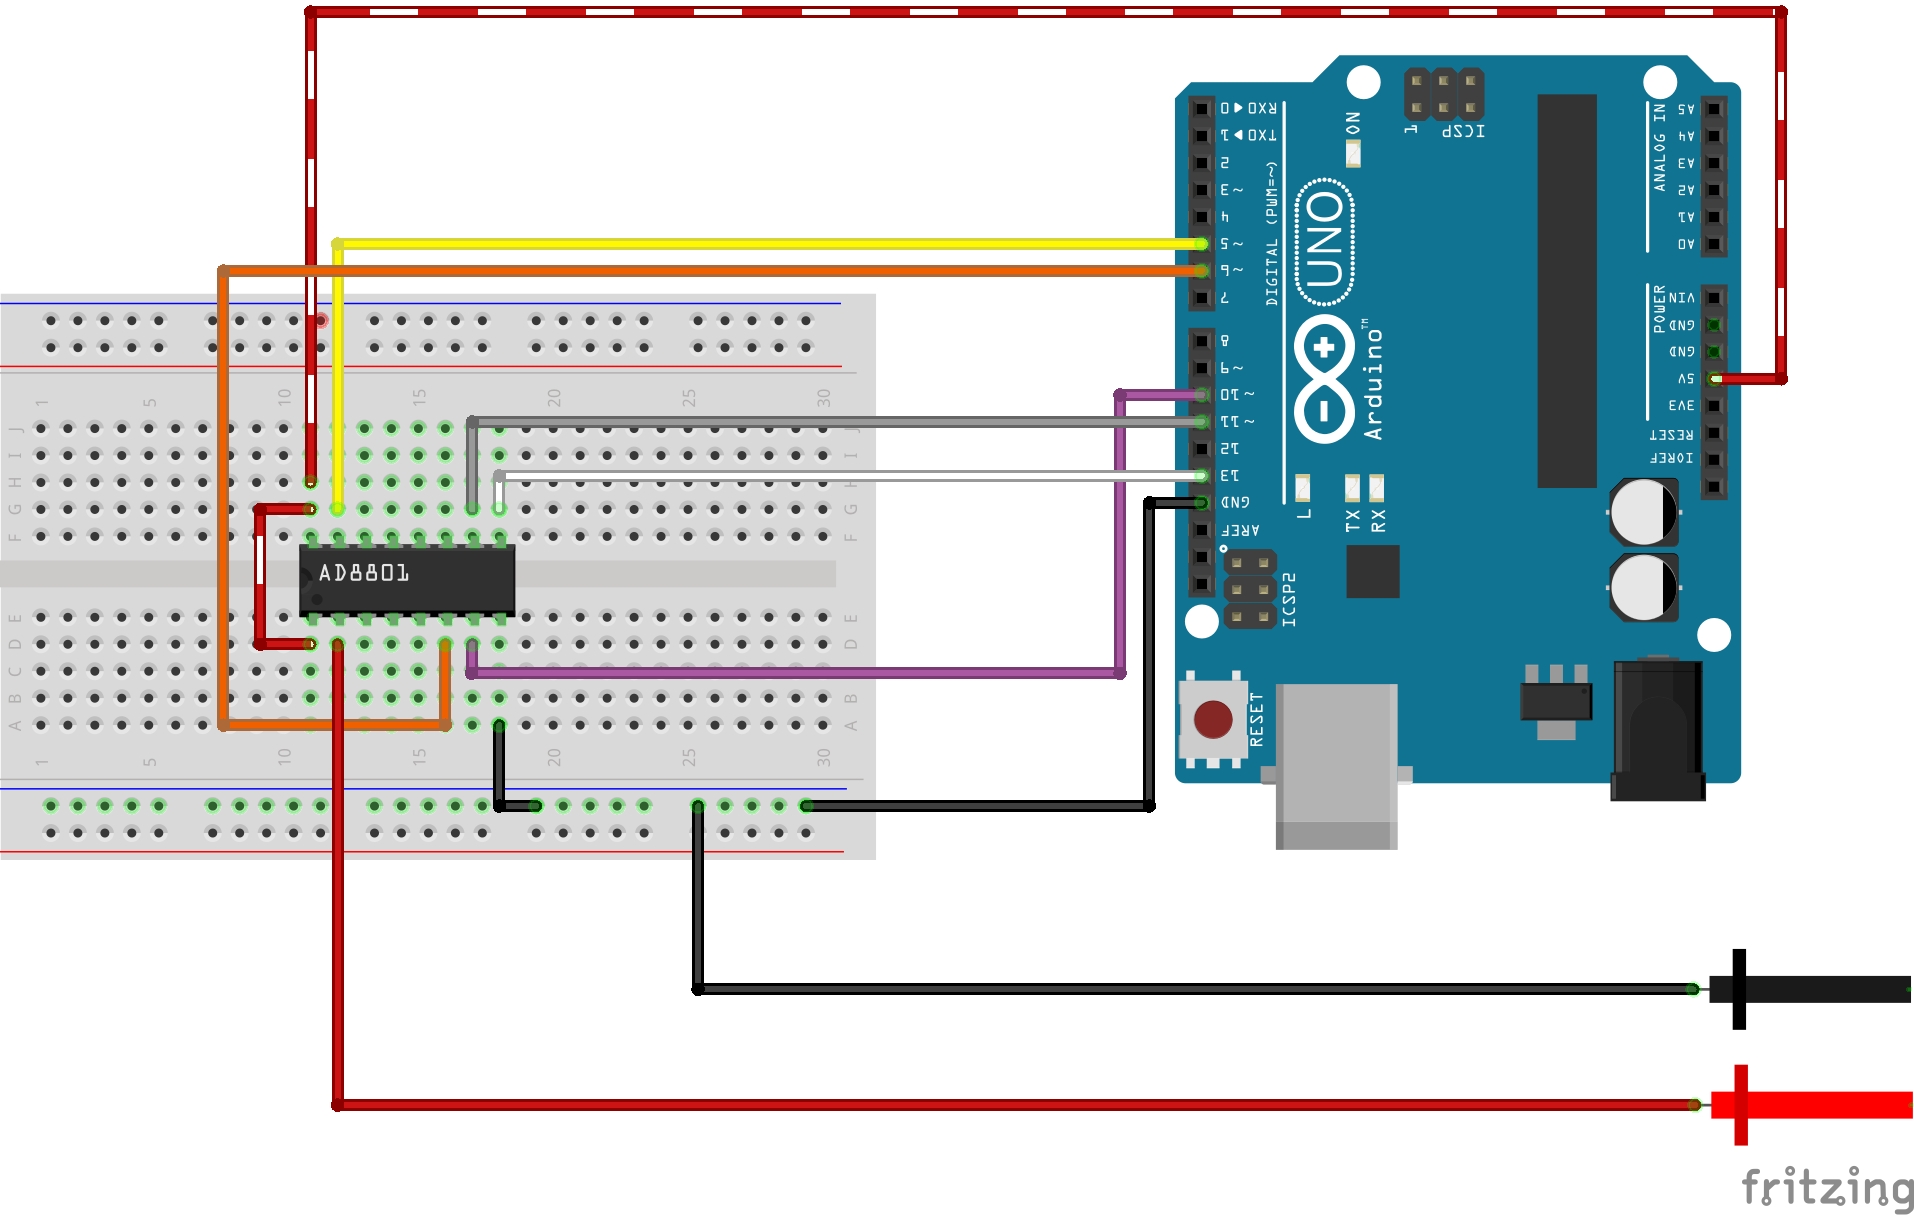 RX0◄0
TX0►1
2
~3
4
~5
~6
7
8
~9
~10
~11
12
13
GND
AREF
DIGITAL (PWM=~)
ON
1
ICSP
UNO
Arduino™
L
TX
RX
ICSP2
RESET
ANALOG IN
A5
A4
A3
A2
A1
A0
POWER
VIN
GND
GND
5V
3V3
RESET
IOREF
1 5 10 15 20 25 30
J J
I
H H
G G
F F
AD8801
E E
D D
C C
B B
A A
1 5 10 15 20 25 30
fritzing